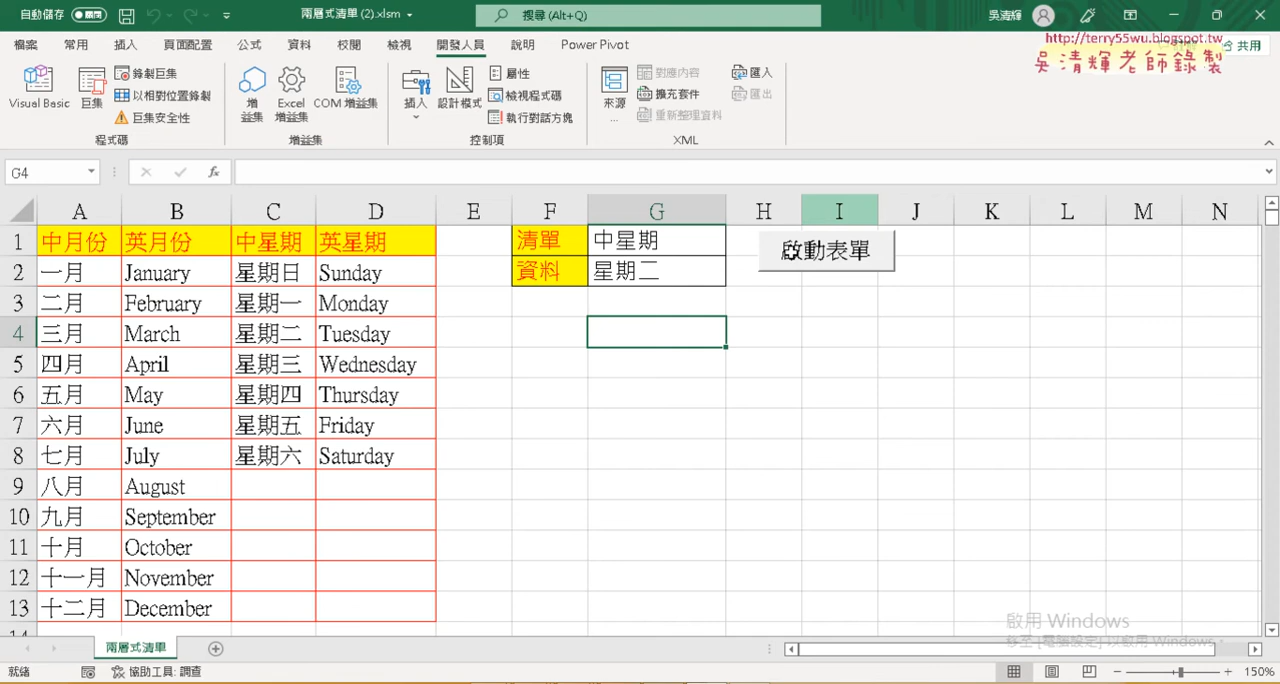 自動儲存 兩層式清單 (2).xlsm 搜尋 (Alt+Q) 吳清輝
http://terry55wu.blogspot.tw
吳清輝老師錄製
檔案 常用 插入 頁面配置 公式 資料 校閱 檢視 開發人員 說明 Power Pivot 共用
Visual Basic 巨集 錄製巨集 以相對位置錄製 巨集安全性
程式碼
增益集 Excel 增益集 COM 增益集
增益集
插入 設計模式 屬性 檢視程式碼 執行對話方塊
控制項
來源 ... 對應內容 擴充套件 重新整理資料 匯入 匯出
XML
G4 fx
A B C D E F G H I J K L M N
1 中月份 英月份 中星期 英星期 清單 中星期 啟動表單
2 一月 January 星期日 Sunday 資料 星期二
3 二月 February 星期一 Monday
4 三月 March 星期二 Tuesday
5 四月 April 星期三 Wednesday
6 五月 May 星期四 Thursday
7 六月 June 星期五 Friday
8 七月 July 星期六 Saturday
9 八月 August
10 九月 September
11 十月 October
12 十一月 November
13 十二月 December
啟用 Windows
移至 [電腦設定] 以啟用 Windows。
兩層式清單
就緒 協助工具: 調查 150%